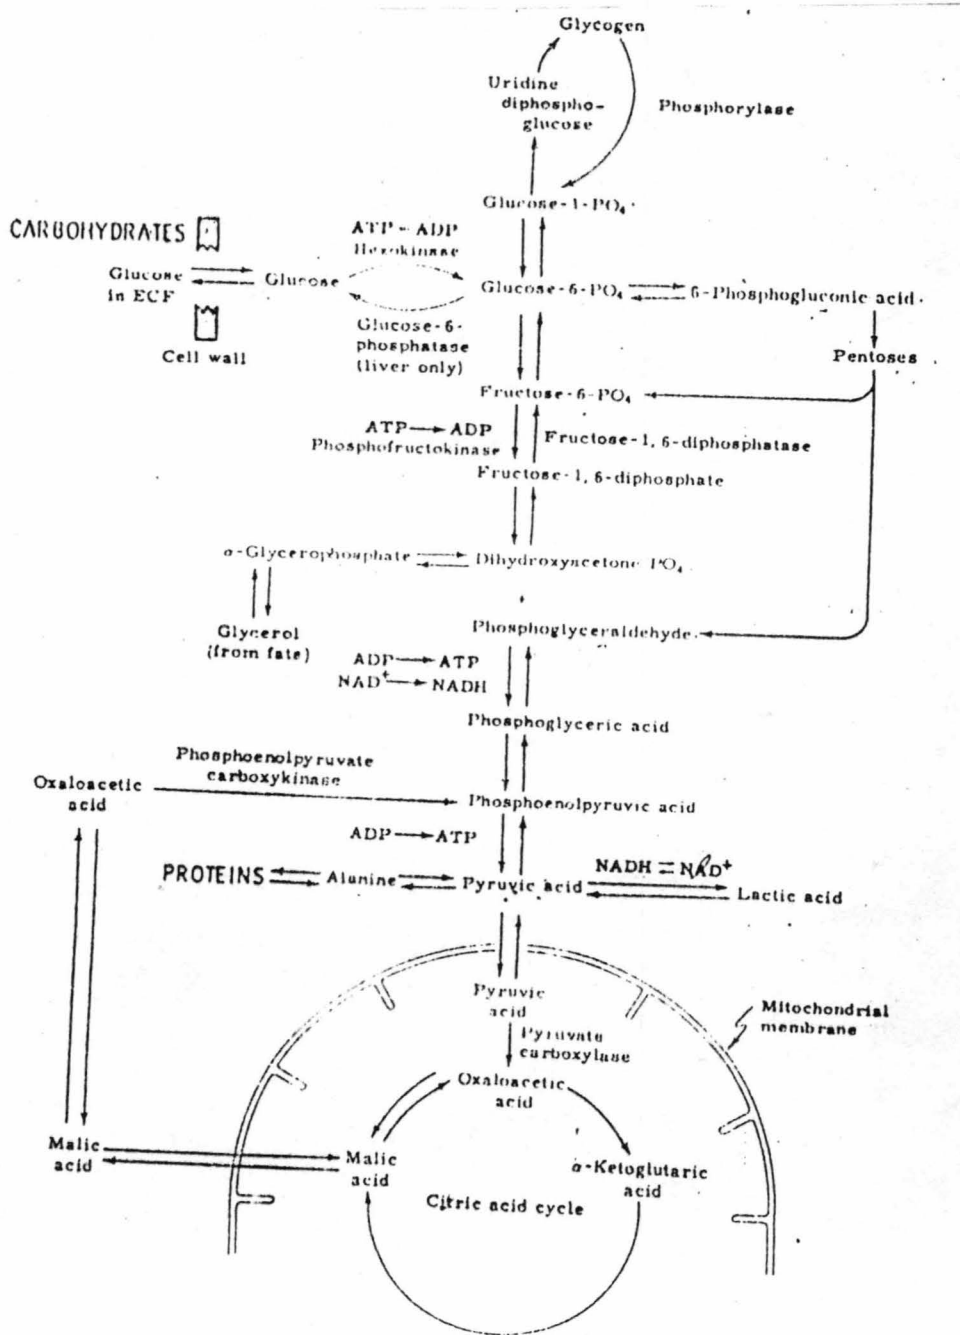 Glycogen
Uridine
diphospho-
glucose
Phosphorylase
Glucose-1-PO₄
CARBOHYDRATES
ATP - ADP
Hexokinase
Glucose
in ECF
Glucose
Glucose-6-PO₄
6-Phosphogluconic acid
Glucose-6-
phosphatase
(liver only)
Cell wall
Pentoses
Fructose-6-PO₄
ATP → ADP
Phosphofructokinase
Fructose-1, 6-diphosphatase
Fructose-1, 6-diphosphate
α-Glycerophosphate
Dihydroxyacetone PO₄
Glycerol
(from fate)
Phosphoglyceraldehyde
ADP → ATP
NAD⁺ → NADH
Phosphoglyceric acid
Phosphoenolpyruvate
carboxykinase
Oxaloacetic
acid
Phosphoenolpyruvic acid
ADP → ATP
PROTEINS
Alanine
Pyruvic acid
NADH = NAD⁺
Lactic acid
Pyruvic
acid
Mitochondrial
membrane
Pyruvate
carboxylase
Oxaloacetic
acid
Malic
acid
Malic
acid
α-Ketoglutaric
acid
Citric acid cycle